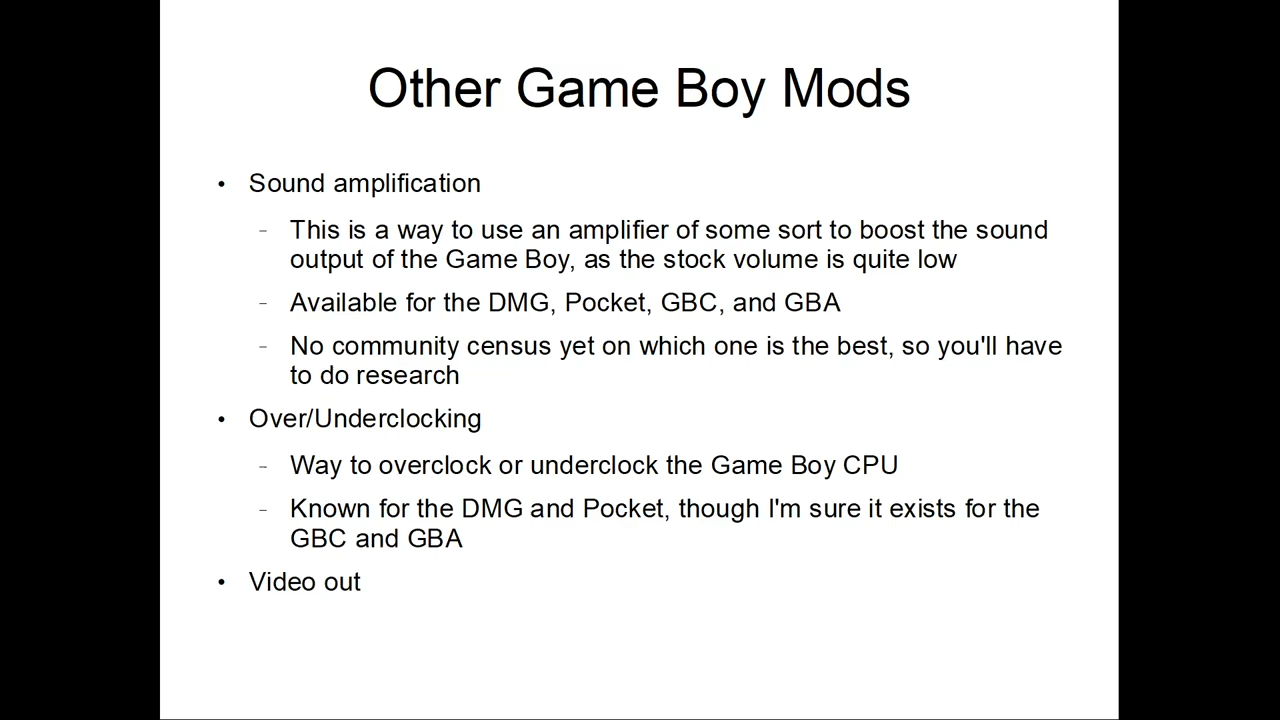 Other Game Boy Mods
• Sound amplification
– This is a way to use an amplifier of some sort to boost the sound
output of the Game Boy, as the stock volume is quite low
– Available for the DMG, Pocket, GBC, and GBA
– No community census yet on which one is the best, so you'll have
to do research
• Over/Underclocking
– Way to overclock or underclock the Game Boy CPU
– Known for the DMG and Pocket, though I'm sure it exists for the
GBC and GBA
• Video out